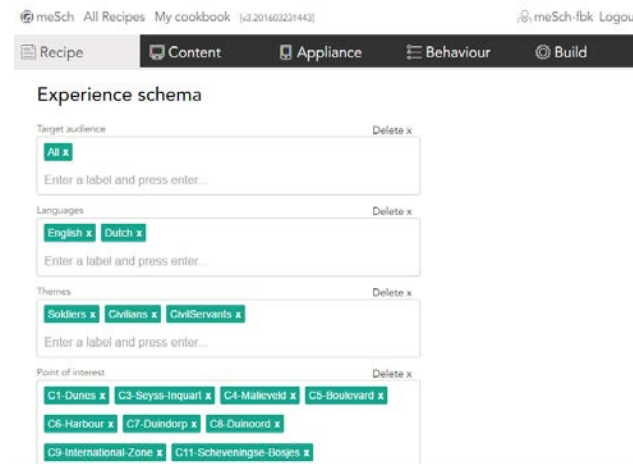 meSch All Recipes My cookbook [v3.201603231443] meSch-fbk Logou
Recipe Content Appliance Behaviour Build
Experience schema
Target audience Delete x
All x
Enter a label and press enter...
Languages Delete x
English x Dutch x
Enter a label and press enter...
Themes Delete x
Soldiers x Civilians x CivilServants x
Enter a label and press enter...
Point of interest Delete x
C1-Dunes x C3-Seyss-Inquart x C4-Malieveld x C5-Boulevard x
C6-Harbour x C7-Duindorp x C8-Duinoord x
C9-International-Zone x C11-Scheveningse-Bosjes x